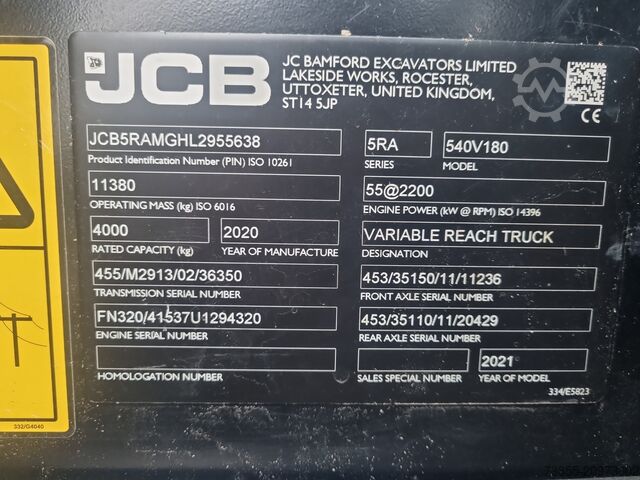 JCB
JC BAMFORD EXCAVATORS LIMITED
LAKESIDE WORKS, ROCESTER,
UTTOXETER, UNITED KINGDOM,
ST14 5JP
CE
JCB5RAMGHL2955638
Product Identification Number (PIN) ISO 10261
5RA 540V180
SERIES MODEL
11380
OPERATING MASS (kg) ISO 6016
55@2200
ENGINE POWER (kW @ RPM) ISO 14396
4000 2020
RATED CAPACITY (kg) YEAR OF MANUFACTURE
VARIABLE REACH TRUCK
DESIGNATION
455/M2913/02/36350
TRANSMISSION SERIAL NUMBER
453/35150/11/11236
FRONT AXLE SERIAL NUMBER
FN320/41537U1294320
ENGINE SERIAL NUMBER
453/35110/11/20429
REAR AXLE SERIAL NUMBER
HOMOLOGATION NUMBER
2021
SALES SPECIAL NUMBER YEAR OF MODEL
334/E5823
332/G4040